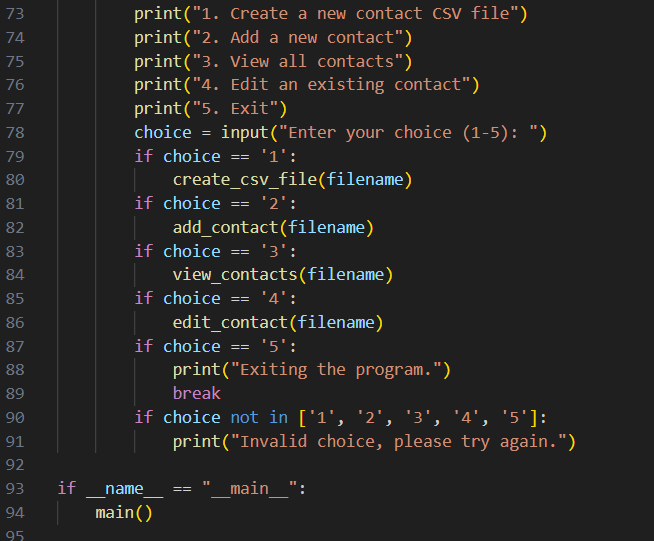 73 print("1. Create a new contact CSV file")
74 print("2. Add a new contact")
75 print("3. View all contacts")
76 print("4. Edit an existing contact")
77 print("5. Exit")
78 choice = input("Enter your choice (1-5): ")
79 if choice == '1':
80 create_csv_file(filename)
81 if choice == '2':
82 add_contact(filename)
83 if choice == '3':
84 view_contacts(filename)
85 if choice == '4':
86 edit_contact(filename)
87 if choice == '5':
88 print("Exiting the program.")
89 break
90 if choice not in ['1', '2', '3', '4', '5']:
91 print("Invalid choice, please try again.")
92
93 if __name__ == "__main__":
94 main()
95